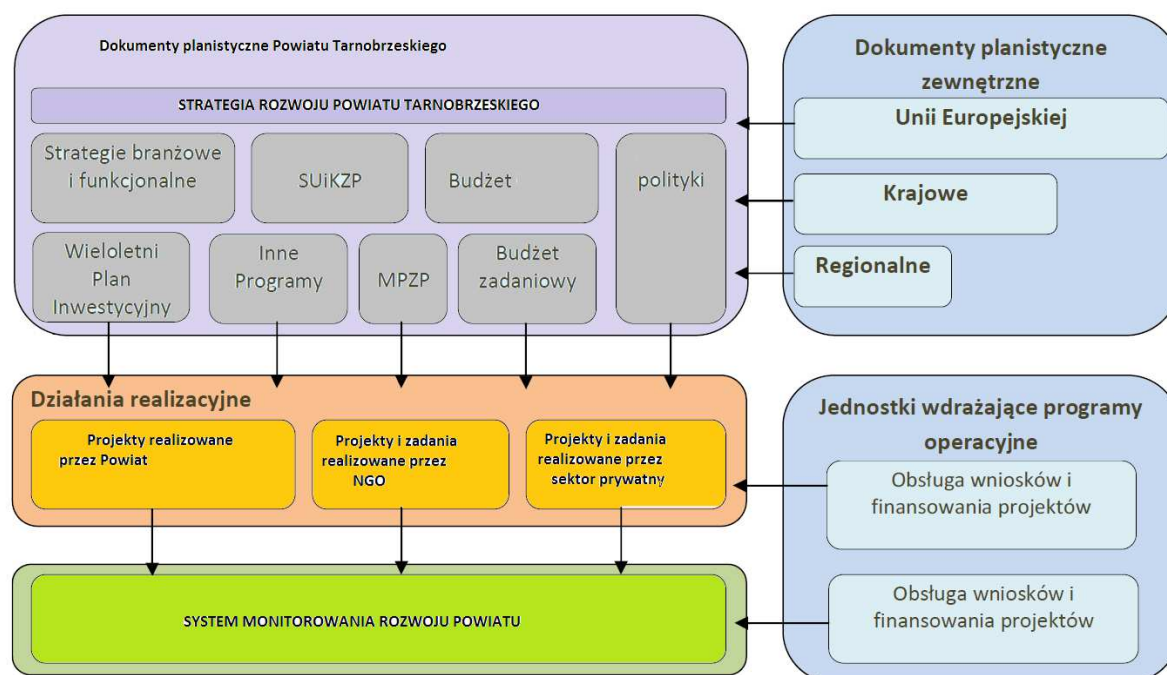 Dokumenty planistyczne Powiatu Tarnobrzeskiego
STRATEGIA ROZWOJU POWIATU TARNOBRZESKIEGO
Strategie branżowe
i funkcjonalne
SUiKZP
Budżet
polityki
Wieloletni
Plan
Inwestycyjny
Inne
Programy
MPZP
Budżet
zadaniowy
Dokumenty planistyczne
zewnętrzne
Unii Europejskiej
Krajowe
Regionalne
Działania realizacyjne
Projekty realizowane
przez Powiat
Projekty i zadania
realizowane przez
NGO
Projekty i zadania
realizowane przez
sektor prywatny
Jednostki wdrażające programy
operacyjne
Obsługa wniosków i
finansowania projektów
SYSTEM MONITOROWANIA ROZWOJU POWIATU
Obsługa wniosków i
finansowania projektów